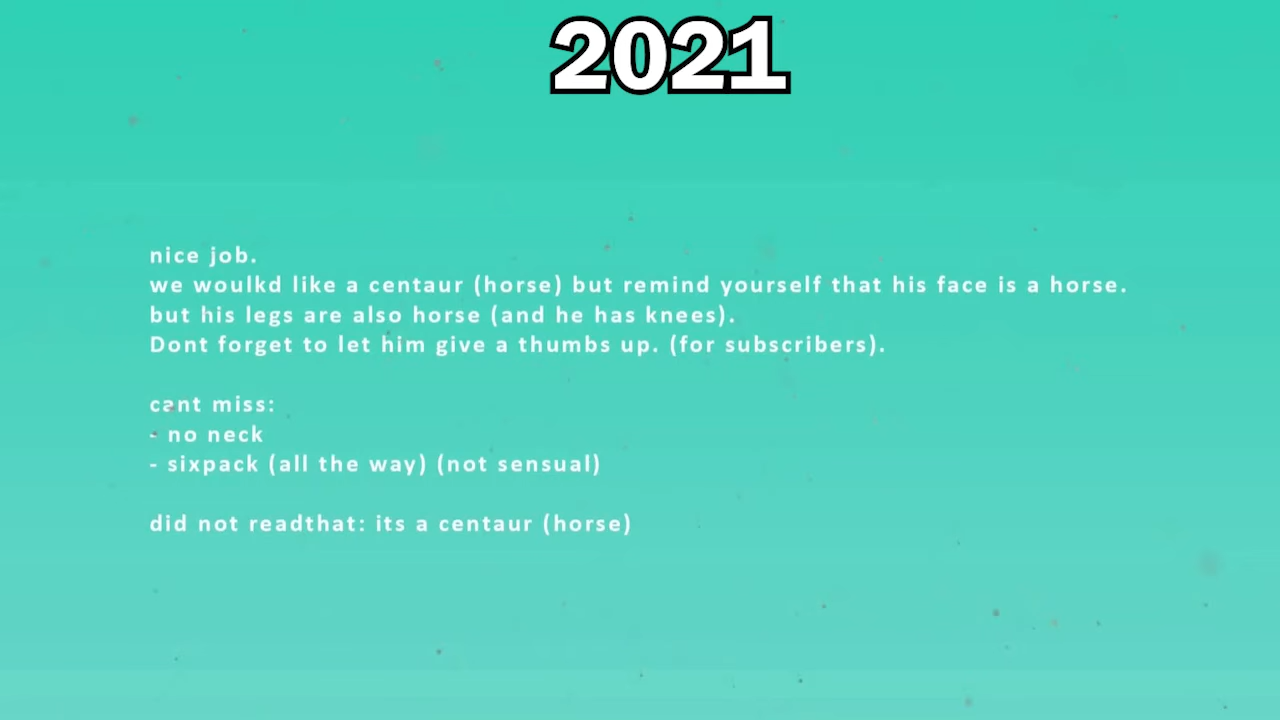 2021
nice job.
we woulkd like a centaur (horse) but remind yourself that his face is a horse.
but his legs are also horse (and he has knees).
Dont forget to let him give a thumbs up. (for subscribers).
cant miss:
- no neck
- sixpack (all the way) (not sensual)
did not readthat: its a centaur (horse)